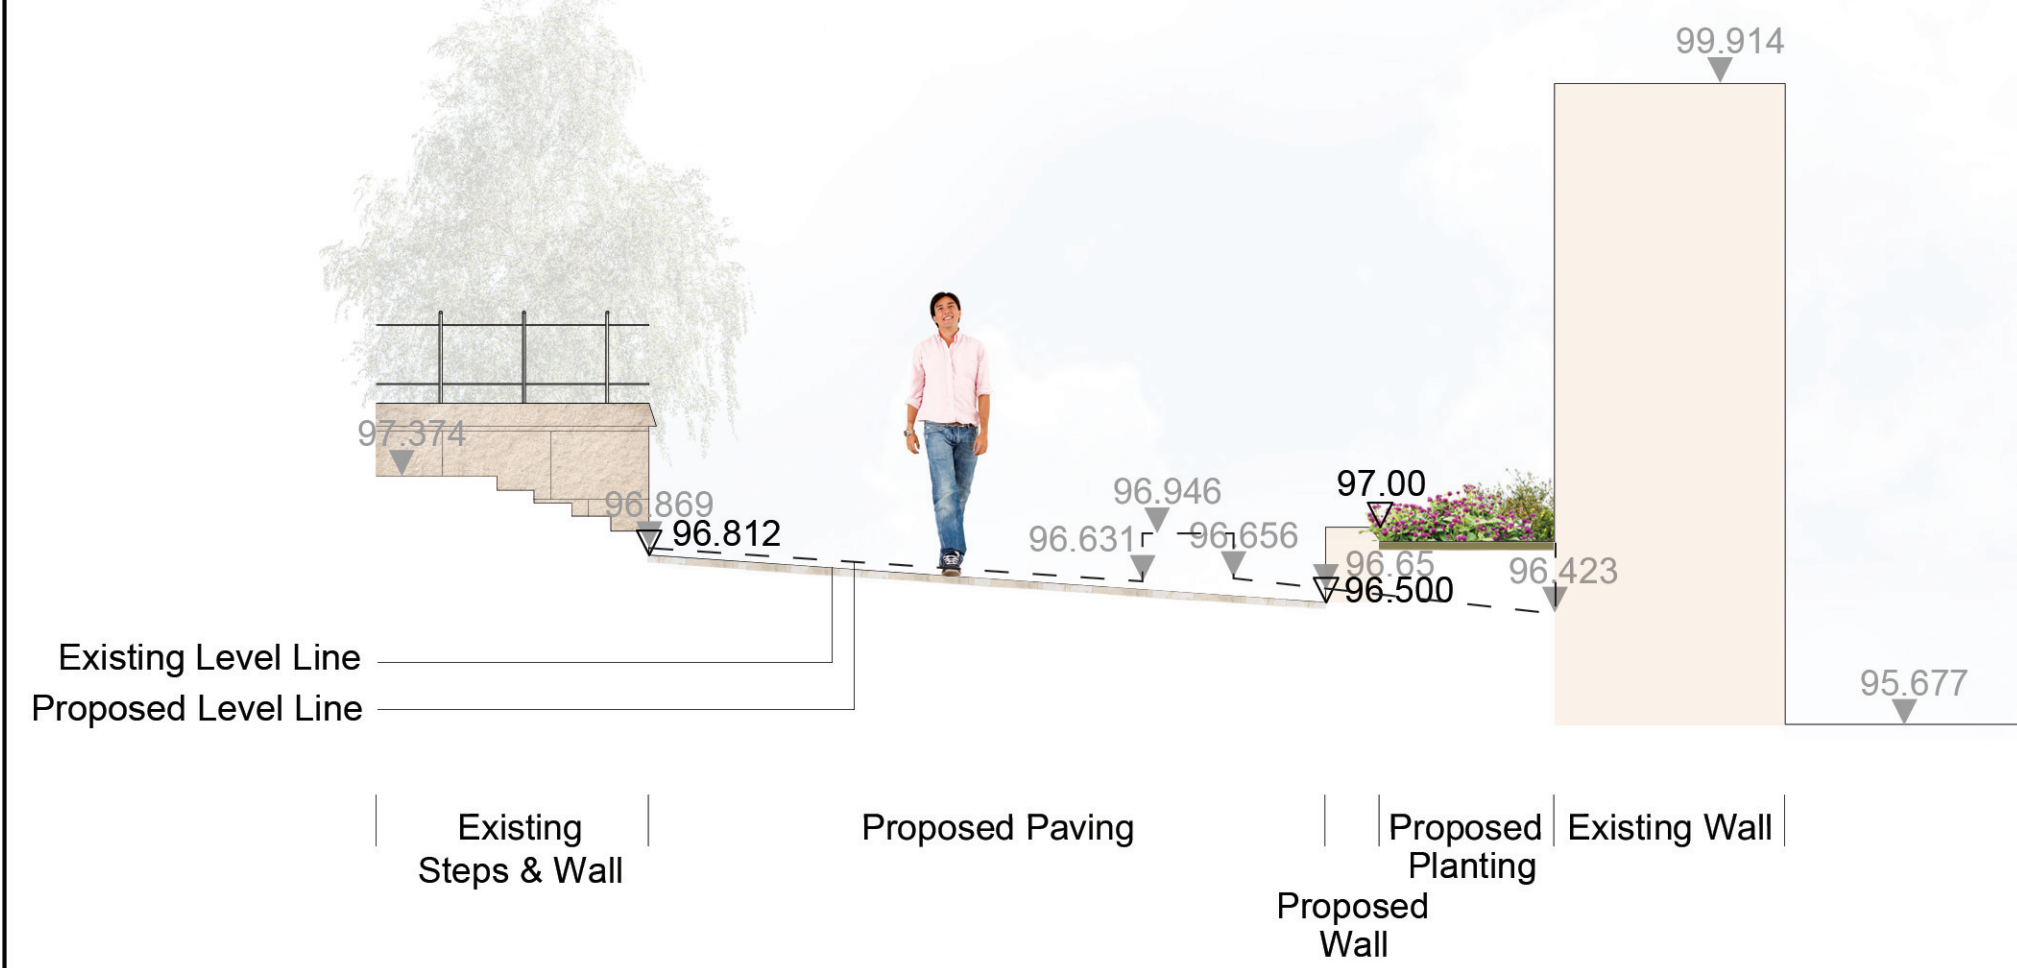 99.914
97.374
96.869
96.812
96.946
96.631
96.656
97.00
96.65
96.500
96.423
95.677
Existing Level Line
Proposed Level Line
Existing
Steps & Wall
Proposed Paving
Proposed
Wall
Proposed
Planting
Existing Wall